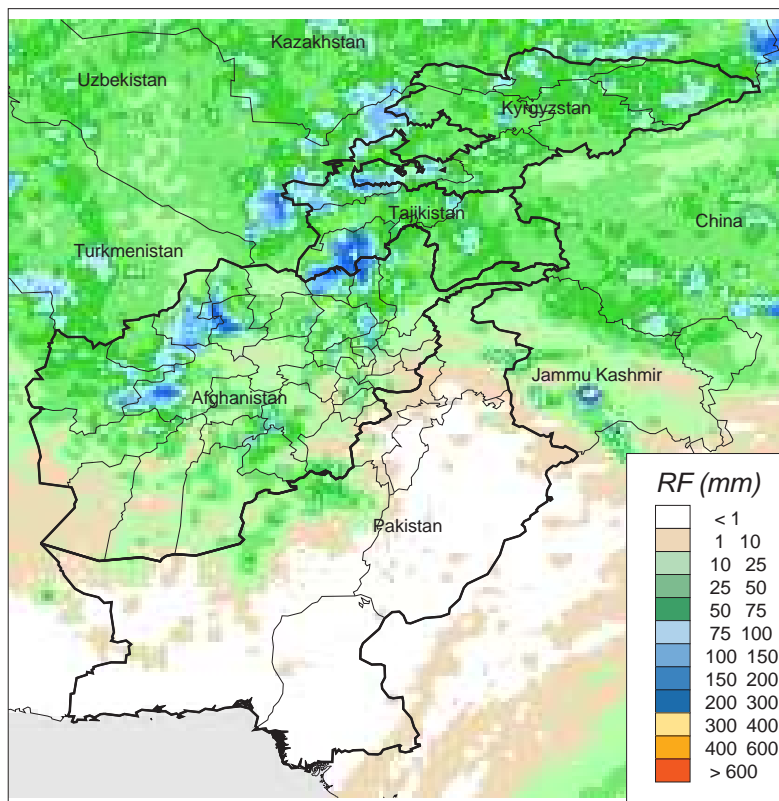 Kazakhstan
Uzbekistan
Kyrgyzstan
Tajikistan
China
Turkmenistan
Jammu Kashmir
Afghanistan
Pakistan
RF (mm)
< 1
1 10
10 25
25 50
50 75
75 100
100 150
150 200
200 300
300 400
400 600
> 600